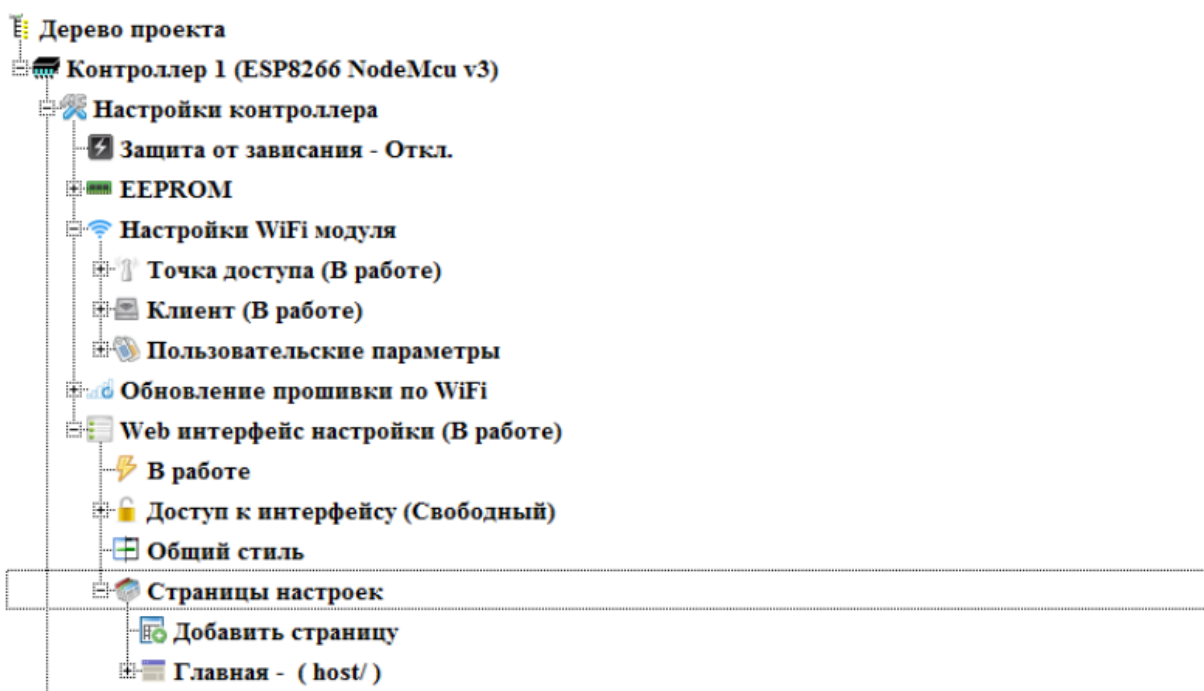 Дерево проекта
Контроллер 1 (ESP8266 NodeMcu v3)
Настройки контроллера
Защита от зависания - Откл.
EEPROM
Настройки WiFi модуля
Точка доступа (В работе)
Клиент (В работе)
Пользовательские параметры
Обновление прошивки по WiFi
Web интерфейс настройки (В работе)
В работе
Доступ к интерфейсу (Свободный)
Общий стиль
Страницы настроек
Добавить страницу
Главная - ( host/ )